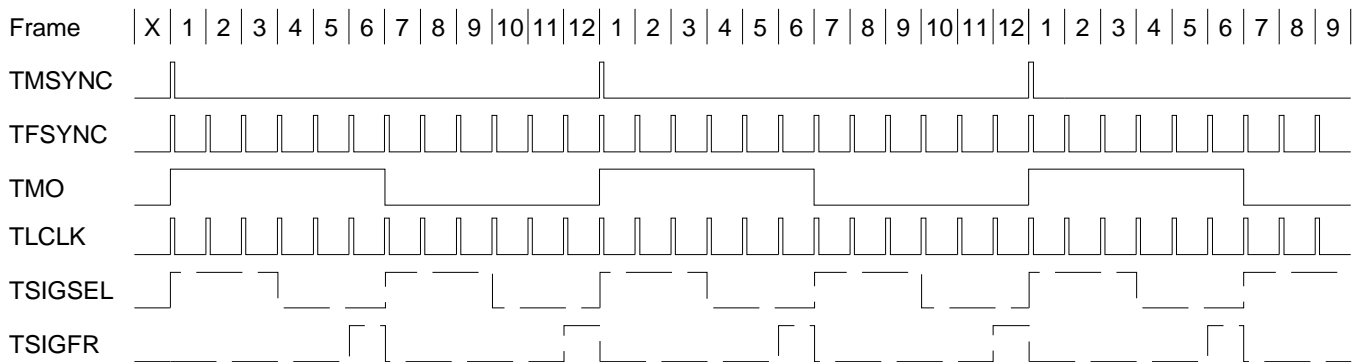 Frame X 1 2 3 4 5 6 7 8 9 10 11 12 1 2 3 4 5 6 7 8 9 10 11 12 1 2 3 4 5 6 7 8 9
TMSYNC
TFSYNC
TMO
TLCLK
TSIGSEL
TSIGFR